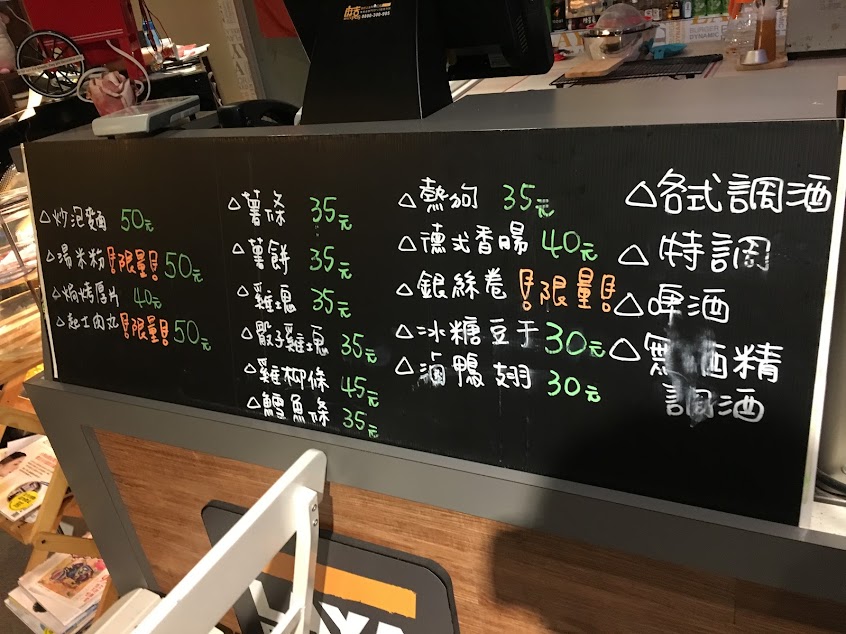 0800-300-965
△炒泡麵 50元
△湯米粉 !限量! 50元
△焗烤厚片 40元
△起士肉丸 !限量! 50元
△薯條 35元
△薯餅 35元
△雞塊 35元
△骰子雞塊 35元
△雞柳條 45元
△鱈魚條 35元
△熱狗 35元
△德式香腸 40元
△銀絲卷 !限量!
△冰糖豆干 30元
△滷鴨翅 30元
△各式調酒
△特調
△啤酒
△無酒精
調酒